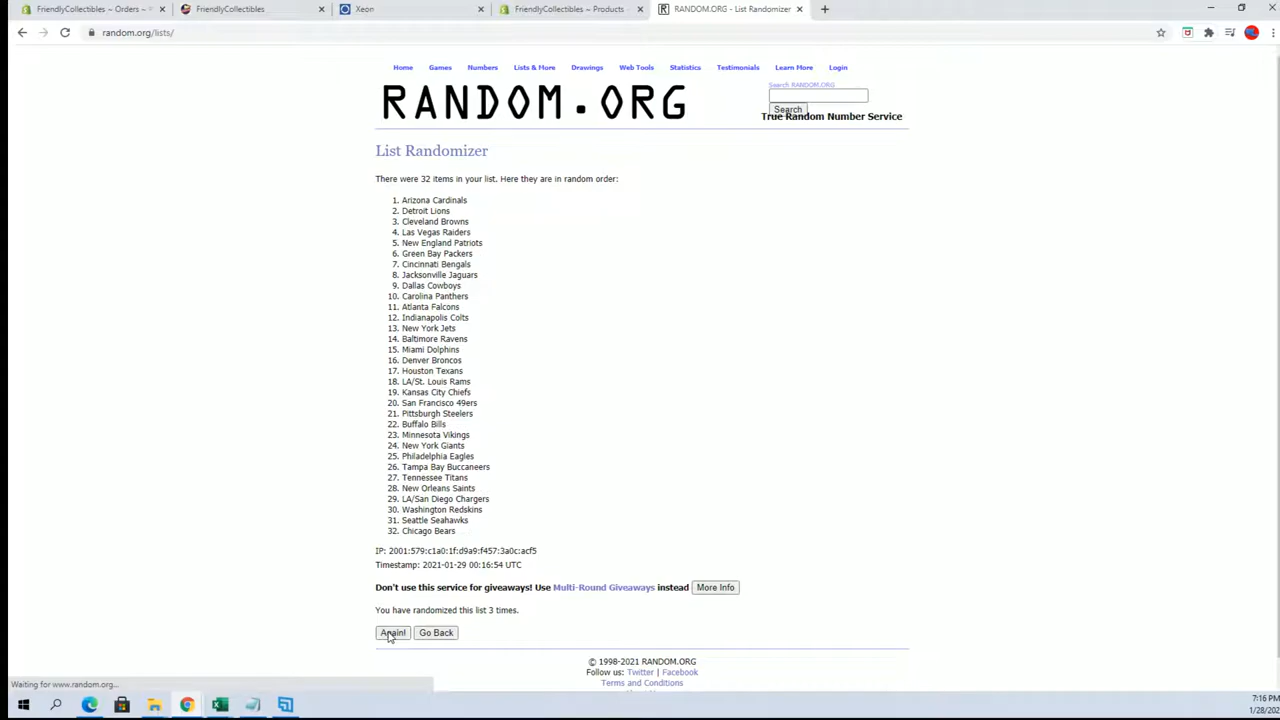 FriendlyCollectibles ~ Orders ~
FriendlyCollectibles
Xeon
FriendlyCollectibles ~ Products
RANDOM.ORG - List Randomizer
random.org/lists/
Home Games Numbers Lists & More Drawings Web Tools Statistics Testimonials Learn More Login
RANDOM.ORG
Search RANDOM.ORG
Search
True Random Number Service
List Randomizer
There were 32 items in your list. Here they are in random order:
1. Arizona Cardinals
2. Detroit Lions
3. Cleveland Browns
4. Las Vegas Raiders
5. New England Patriots
6. Green Bay Packers
7. Cincinnati Bengals
8. Jacksonville Jaguars
9. Dallas Cowboys
10. Carolina Panthers
11. Atlanta Falcons
12. Indianapolis Colts
13. New York Jets
14. Baltimore Ravens
15. Miami Dolphins
16. Denver Broncos
17. Houston Texans
18. LA/St. Louis Rams
19. Kansas City Chiefs
20. San Francisco 49ers
21. Pittsburgh Steelers
22. Buffalo Bills
23. Minnesota Vikings
24. New York Giants
25. Philadelphia Eagles
26. Tampa Bay Buccaneers
27. Tennessee Titans
28. New Orleans Saints
29. LA/San Diego Chargers
30. Washington Redskins
31. Seattle Seahawks
32. Chicago Bears
IP: 2001:579:c1a0:1f:d9a9:f457:3a0c:acf5
Timestamp: 2021-01-29 00:16:54 UTC
Don't use this service for giveaways! Use Multi-Round Giveaways instead More Info
You have randomized this list 3 times.
Again! Go Back
© 1998-2021 RANDOM.ORG
Follow us: Twitter | Facebook
Terms and Conditions
Waiting for www.random.org...
7:16 PM
1/28/202